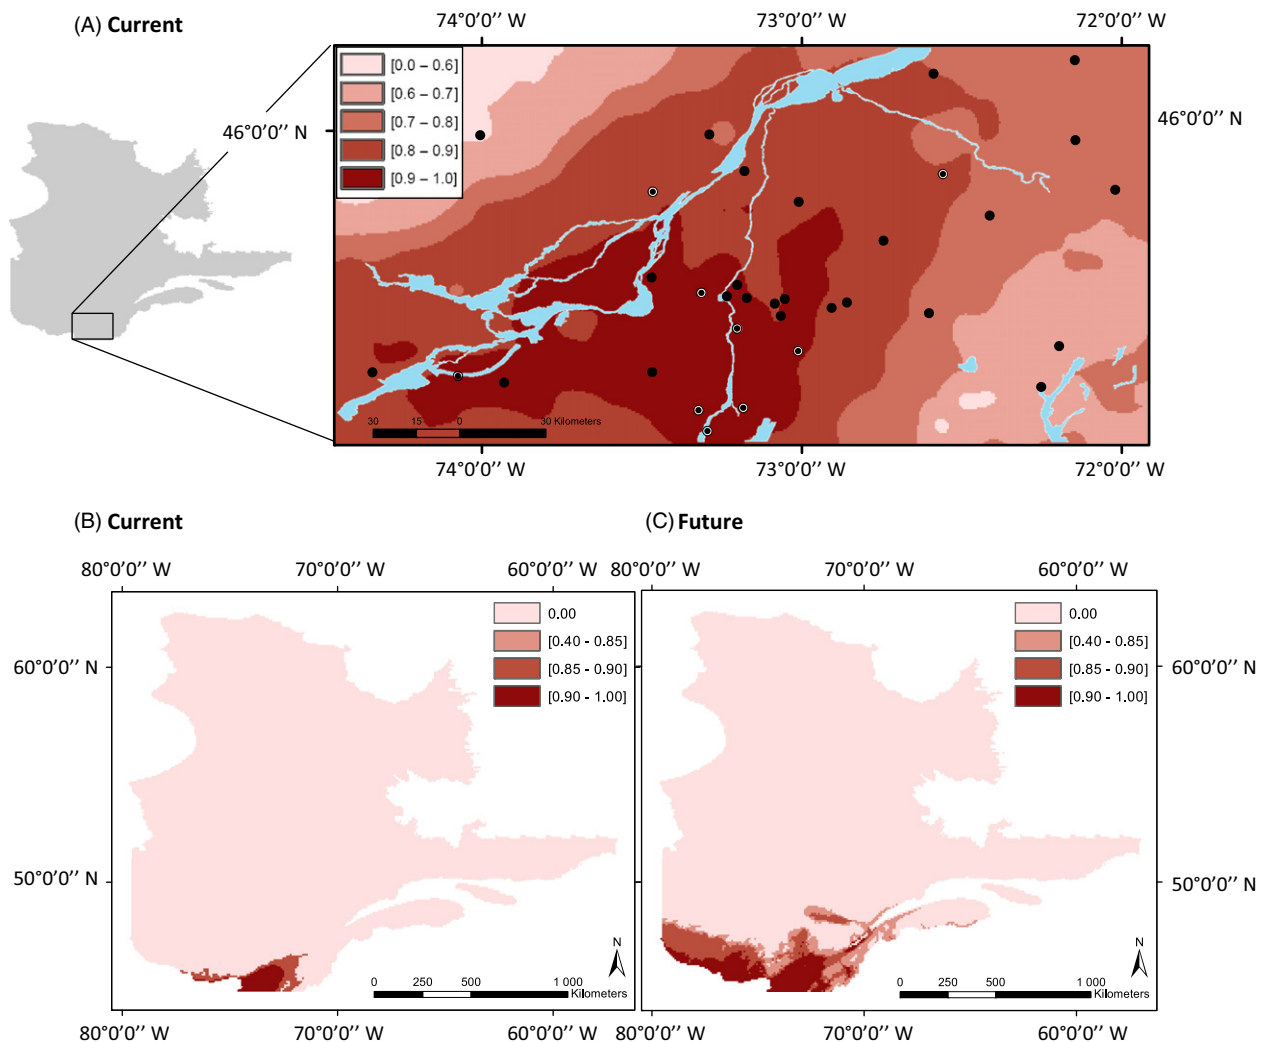 (A) Current
74°0'0'' W 73°0'0'' W 72°0'0'' W
[0.0 – 0.6]
[0.6 – 0.7]
[0.7 – 0.8]
[0.8 – 0.9]
[0.9 – 1.0]
46°0'0'' N 46°0'0'' N
30 15 0 30 Kilometers
74°0'0'' W 73°0'0'' W 72°0'0'' W
(B) Current
80°0'0'' W 70°0'0'' W 60°0'0'' W
0.00
[0.40 - 0.85]
[0.85 - 0.90]
[0.90 - 1.00]
60°0'0'' N
50°0'0'' N
N
0 250 500 1 000
Kilometers
80°0'0'' W 70°0'0'' W 60°0'0'' W
(C) Future
80°0'0'' W 70°0'0'' W 60°0'0'' W
0.00
[0.40 - 0.85]
[0.85 - 0.90]
[0.90 - 1.00]
60°0'0'' N
50°0'0'' N
N
0 250 500 1 000
Kilometers
80°0'0'' W 70°0'0'' W 60°0'0'' W